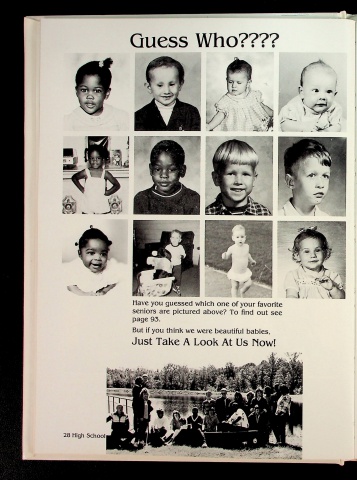 Guess Who????
Have you guessed which one of your favorite
seniors are pictured above? To find out see
page 93.
But if you think we were beautiful babies,
Just Take A Look At Us Now!
28 High School